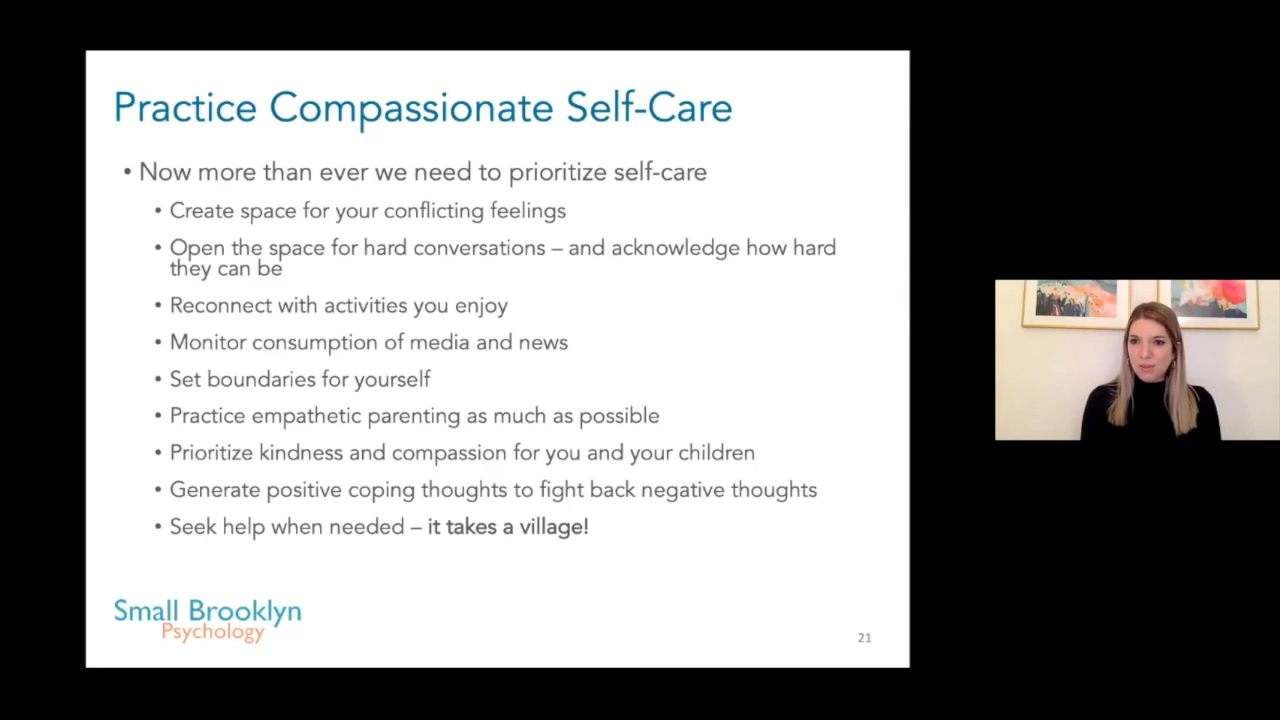 Practice Compassionate Self-Care
• Now more than ever we need to prioritize self-care
• Create space for your conflicting feelings
• Open the space for hard conversations – and acknowledge how hard
they can be
• Reconnect with activities you enjoy
• Monitor consumption of media and news
• Set boundaries for yourself
• Practice empathetic parenting as much as possible
• Prioritize kindness and compassion for you and your children
• Generate positive coping thoughts to fight back negative thoughts
• Seek help when needed – it takes a village!
Small Brooklyn
Psychology
21